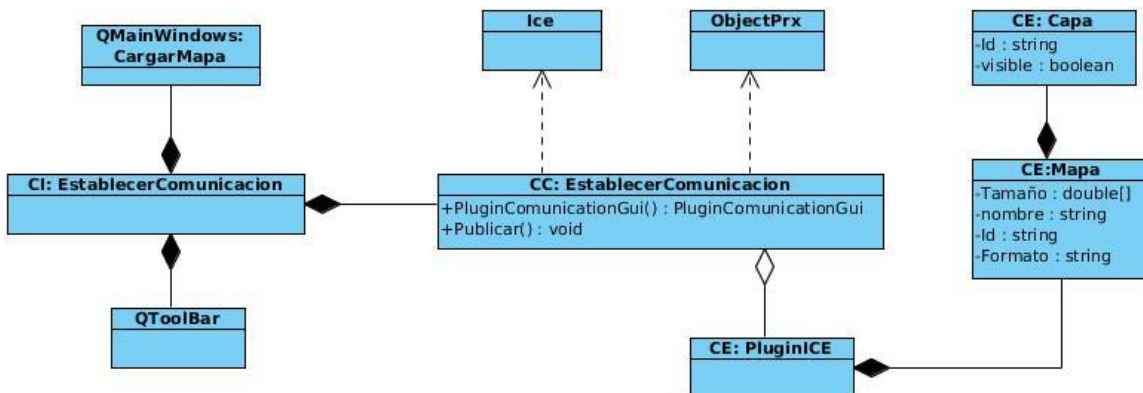 QMainWindows:
CargarMapa
Ice
ObjectPrx
CE: Capa
-Id : string
-visible : boolean
CI: EstablecerComunicacion
CC: EstablecerComunicacion
+PluginComunicationGui() : PluginComunicationGui
+Publicar() : void
CE:Mapa
-Tamaño : double[]
-nombre : string
-Id : string
-Formato : string
QToolBar
CE: PluginICE